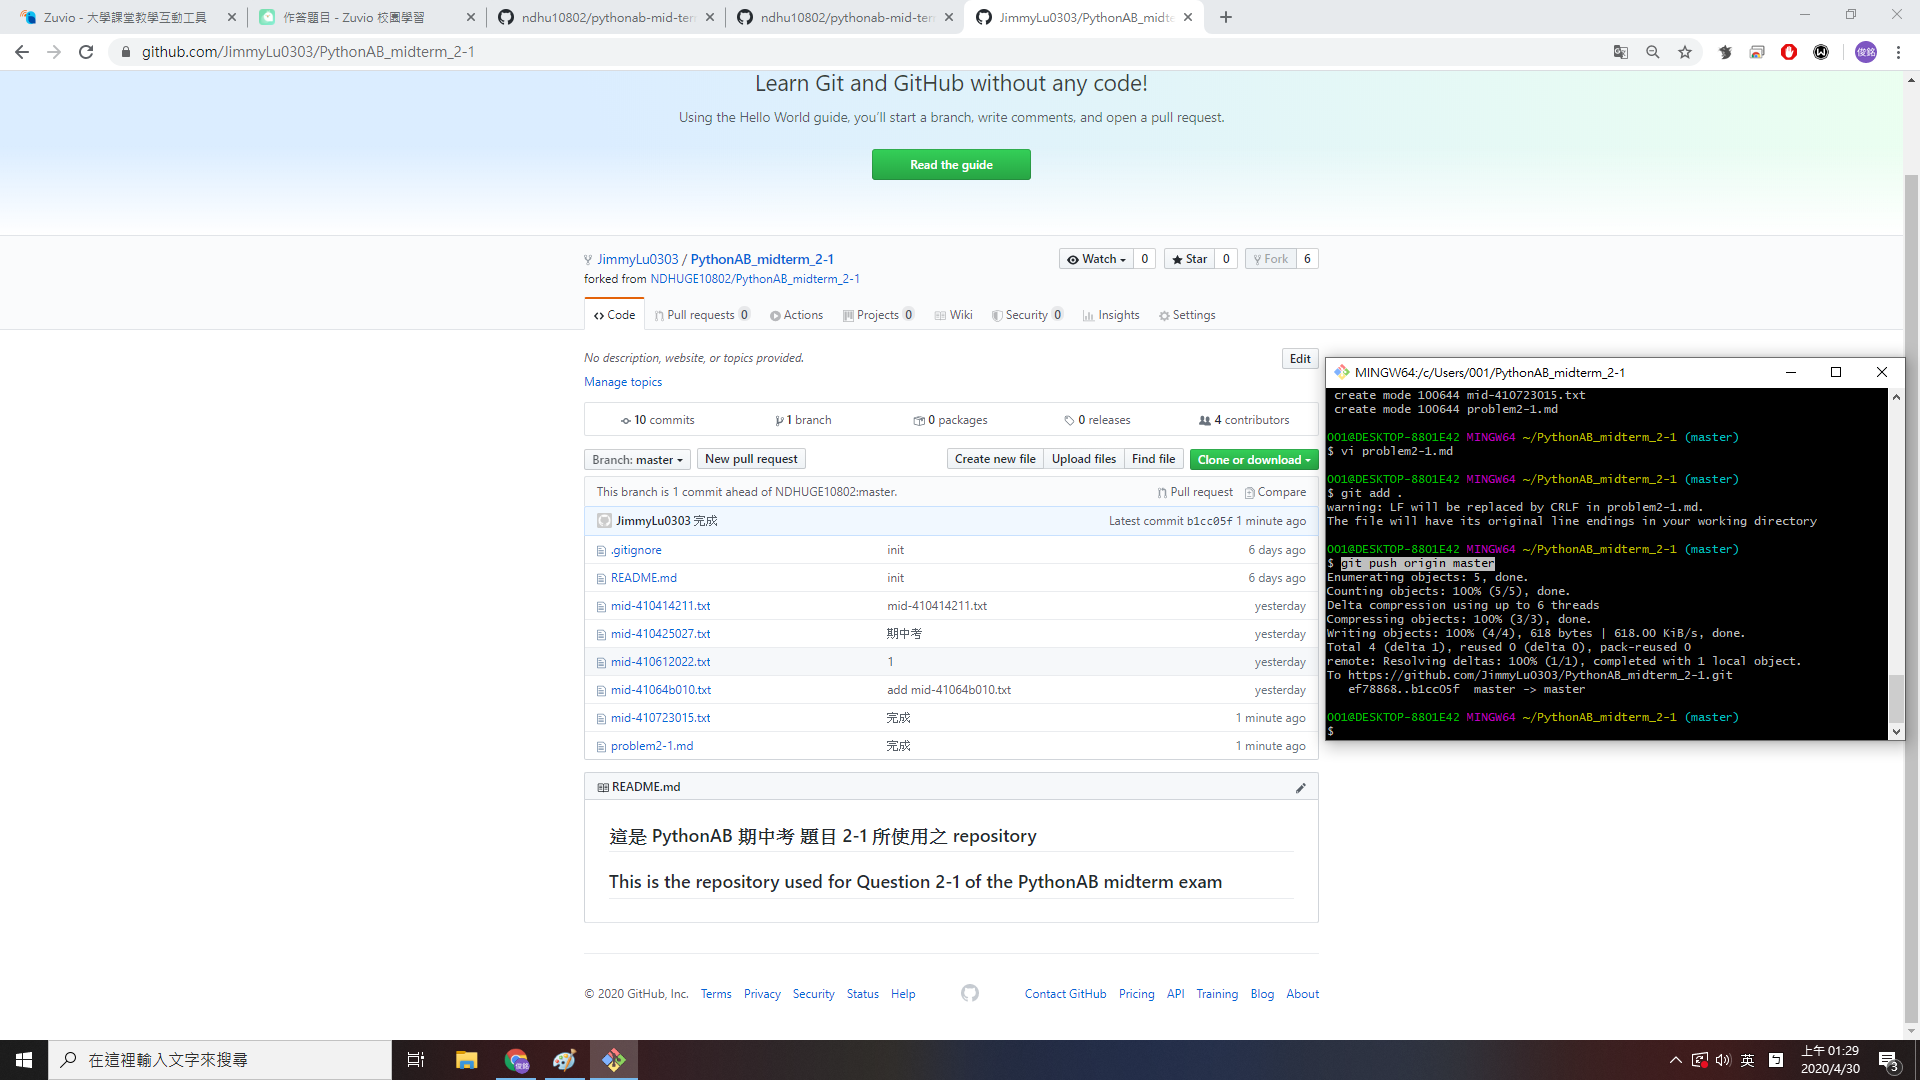 Zuvio - 大學課堂教學互動工具
作答題目 - Zuvio 校園學習
ndhu10802/pythonab-mid-ter
ndhu10802/pythonab-mid-ter
JimmyLu0303/PythonAB_midte
github.com/JimmyLu0303/PythonAB_midterm_2-1
俊銘
Learn Git and GitHub without any code!
Using the Hello World guide, you’ll start a branch, write comments, and open a pull request.
Read the guide
JimmyLu0303 / PythonAB_midterm_2-1
Watch 0 Star 0 Fork 6
forked from NDHUGE10802/PythonAB_midterm_2-1
Code Pull requests 0 Actions Projects 0 Wiki Security 0 Insights Settings
No description, website, or topics provided.
Edit
Manage topics
10 commits 1 branch 0 packages 0 releases 4 contributors
Branch: master New pull request Create new file Upload files Find file Clone or download
This branch is 1 commit ahead of NDHUGE10802:master. Pull request Compare
JimmyLu0303 完成 Latest commit b1cc05f 1 minute ago
.gitignore init 6 days ago
README.md init 6 days ago
mid-410414211.txt mid-410414211.txt yesterday
mid-410425027.txt 期中考 yesterday
mid-410612022.txt 1 yesterday
mid-41064b010.txt add mid-41064b010.txt yesterday
mid-410723015.txt 完成 1 minute ago
problem2-1.md 完成 1 minute ago
README.md
這是 PythonAB 期中考 題目 2-1 所使用之 repository
This is the repository used for Question 2-1 of the PythonAB midterm exam
© 2020 GitHub, Inc. Terms Privacy Security Status Help Contact GitHub Pricing API Training Blog About
MINGW64:/c/Users/001/PythonAB_midterm_2-1
create mode 100644 mid-410723015.txt
create mode 100644 problem2-1.md
001@DESKTOP-8801E42 MINGW64 ~/PythonAB_midterm_2-1 (master)
$ vi problem2-1.md
001@DESKTOP-8801E42 MINGW64 ~/PythonAB_midterm_2-1 (master)
$ git add .
warning: LF will be replaced by CRLF in problem2-1.md.
The file will have its original line endings in your working directory
001@DESKTOP-8801E42 MINGW64 ~/PythonAB_midterm_2-1 (master)
$ git push origin master
Enumerating objects: 5, done.
Counting objects: 100% (5/5), done.
Delta compression using up to 6 threads
Compressing objects: 100% (3/3), done.
Writing objects: 100% (4/4), 618 bytes | 618.00 KiB/s, done.
Total 4 (delta 1), reused 0 (delta 0), pack-reused 0
remote: Resolving deltas: 100% (1/1), completed with 1 local object.
To https://github.com/JimmyLu0303/PythonAB_midterm_2-1.git
ef78868..b1cc05f master -> master
001@DESKTOP-8801E42 MINGW64 ~/PythonAB_midterm_2-1 (master)
$
在這裡輸入文字來搜尋
英
上午 01:29
2020/4/30
3